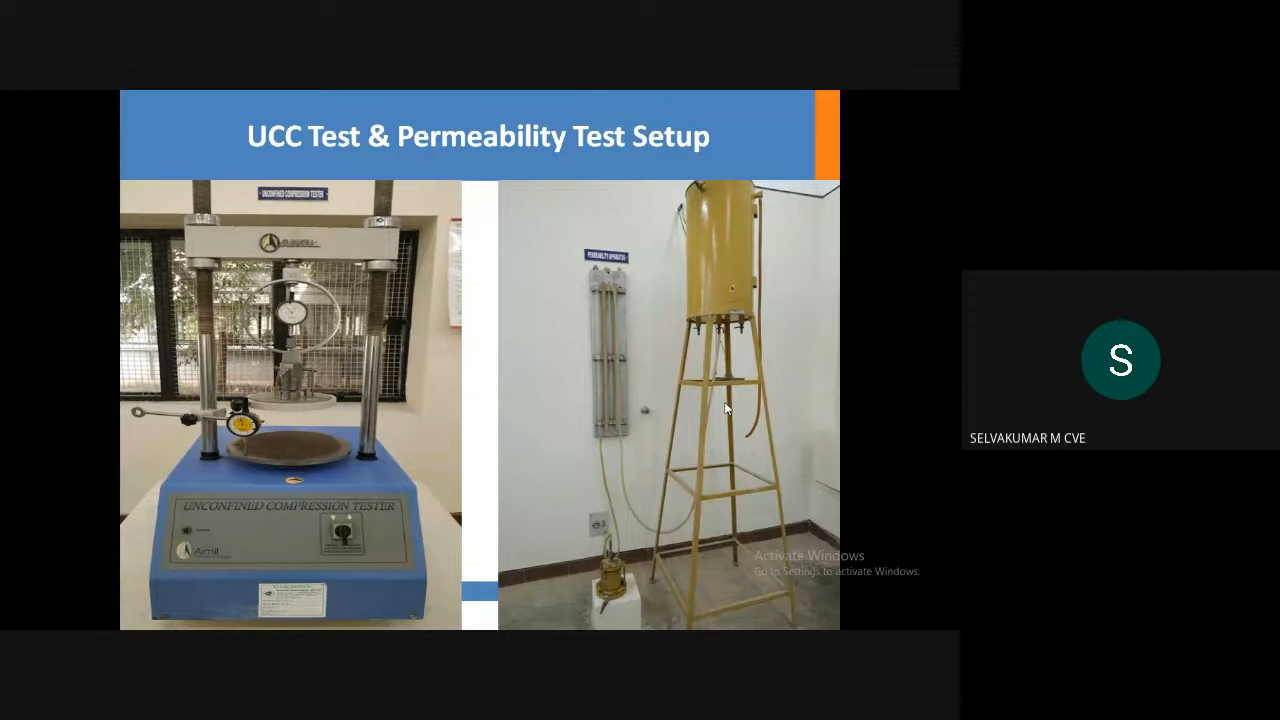 UCC Test & Permeability Test Setup
UNCONFINED COMPRESSION TESTER
AIMIL
PERMEABILITY APPARATUS
UNCONFINED COMPRESSION TESTER
Aimil
Activate Windows
Go to Settings to activate Windows.
S
SELVAKUMAR M CVE